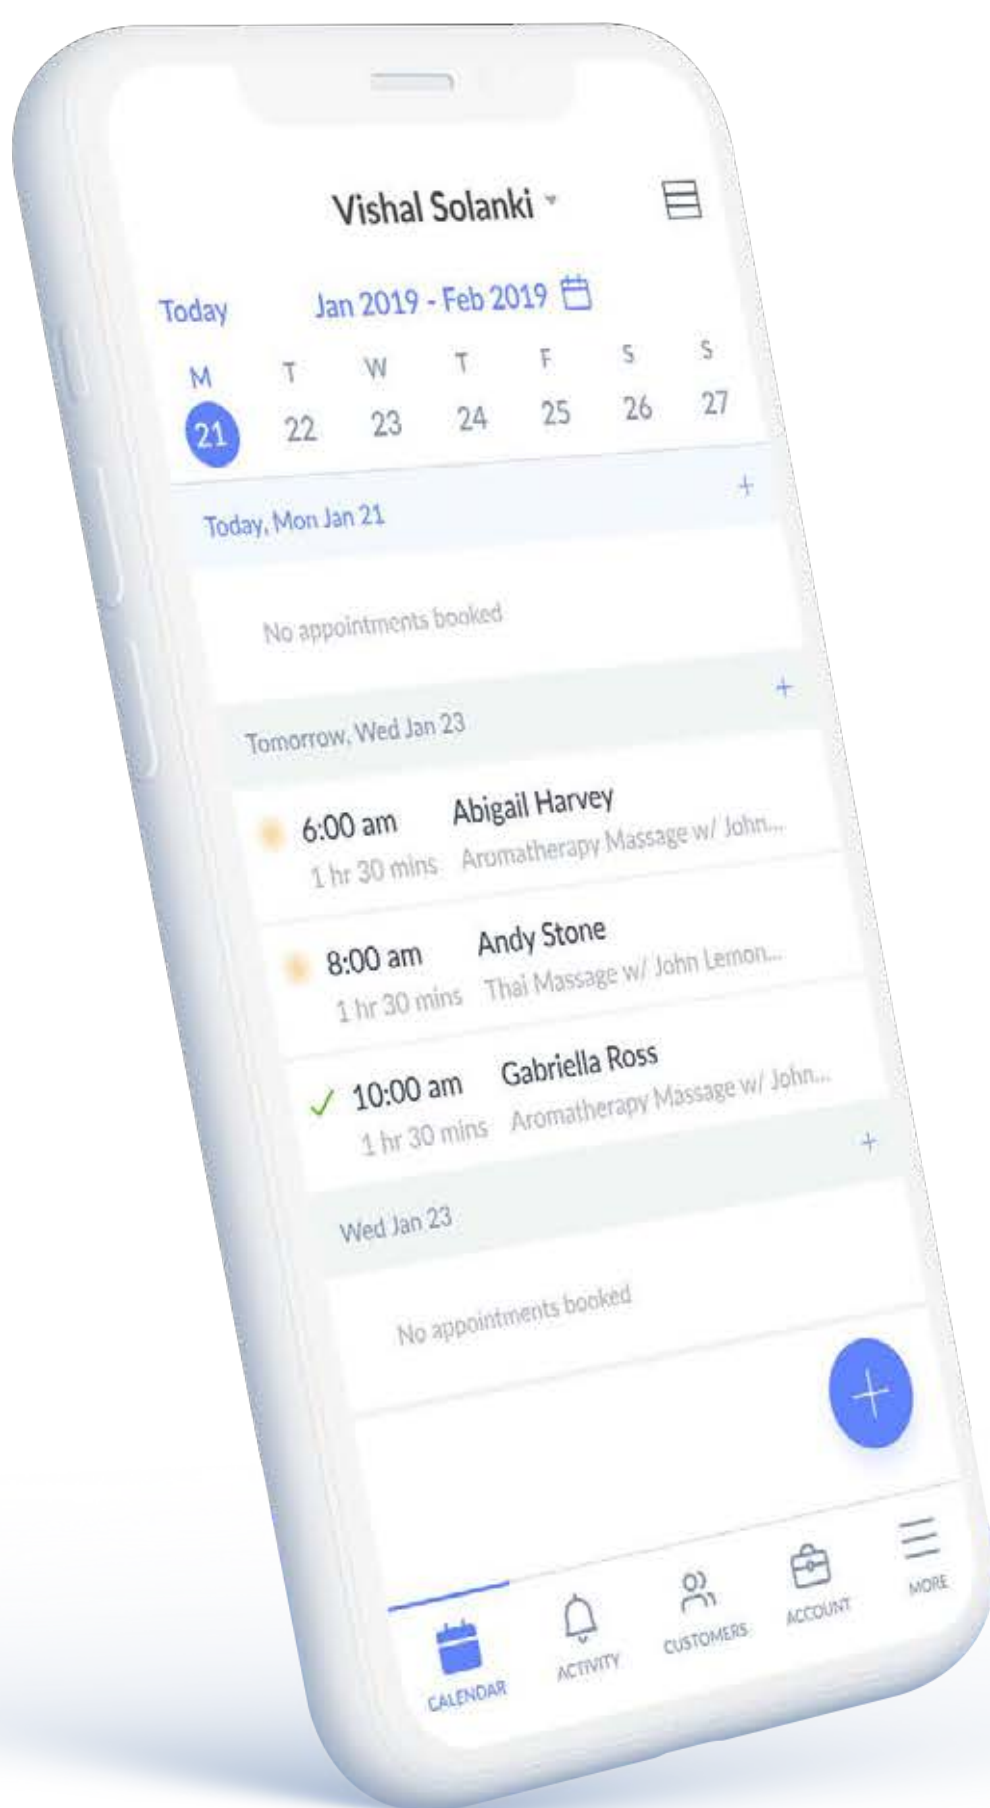 Vishal Solanki
Today Jan 2019 - Feb 2019
M T W T F S S
21 22 23 24 25 26 27
Today, Mon Jan 21 +
No appointments booked
Tomorrow, Wed Jan 23 +
6:00 am Abigail Harvey
1 hr 30 mins Aromatherapy Massage w/ John...
8:00 am Andy Stone
1 hr 30 mins Thai Massage w/ John Lemon...
10:00 am Gabriella Ross
1 hr 30 mins Aromatherapy Massage w/ John...
Wed Jan 23 +
No appointments booked
+
CALENDAR ACTIVITY CUSTOMERS ACCOUNT MORE